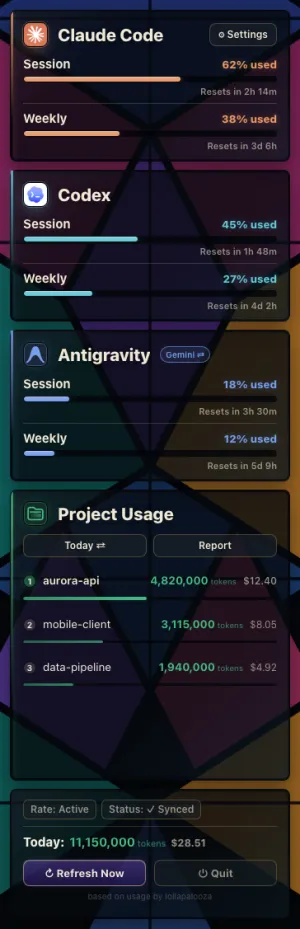 Claude Code
⚙ Settings
Session 62% used
Resets in 2h 14m
Weekly 38% used
Resets in 3d 6h
Codex
Session 45% used
Resets in 1h 48m
Weekly 27% used
Resets in 4d 2h
Antigravity Gemini ⇄
Session 18% used
Resets in 3h 30m
Weekly 12% used
Resets in 5d 9h
Project Usage
Today ⇄ Report
1 aurora-api 4,820,000 tokens $12.40
2 mobile-client 3,115,000 tokens $8.05
3 data-pipeline 1,940,000 tokens $4.92
Rate: Active Status: ✓ Synced
Today: 11,150,000 tokens $28.51
↻ Refresh Now ⏻ Quit
based on usage by lollapalooza